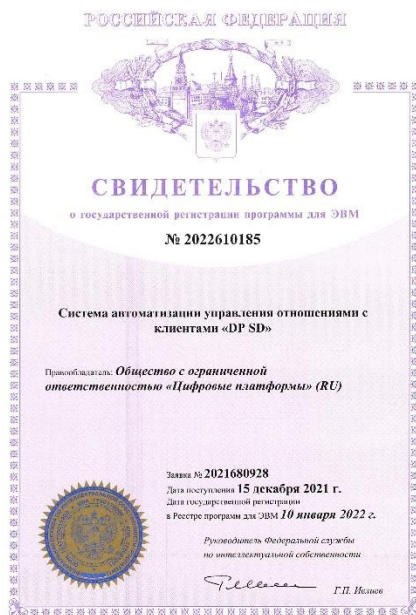 РОССИЙСКАЯ ФЕДЕРАЦИЯ
СВИДЕТЕЛЬСТВО
о государственной регистрации программы для ЭВМ
№ 2022610185
Система автоматизации управления отношениями с
клиентами «DP SD»
Правообладатель: Общество с ограниченной
ответственностью «Цифровые платформы» (RU)
Заявка № 2021680928
Дата поступления 15 декабря 2021 г.
Дата государственной регистрации
в Реестре программ для ЭВМ 10 января 2022 г.
Руководитель Федеральной службы
по интеллектуальной собственности
Г.П. Ивлиев